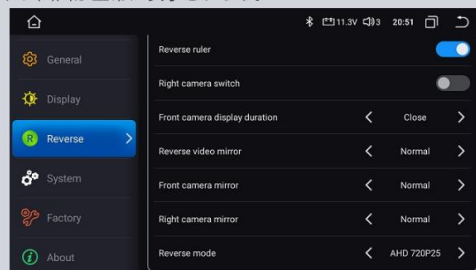 11.3V 3 20:51
General
Display
Reverse
System
Factory
About
Reverse ruler
Right camera switch
Front camera display duration Close
Reverse video mirror Normal
Front camera mirror Normal
Right camera mirror Normal
Reverse mode AHD 720P25